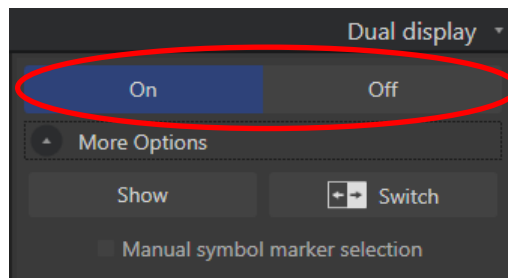 Dual display
On Off
More Options
Show Switch
Manual symbol marker selection